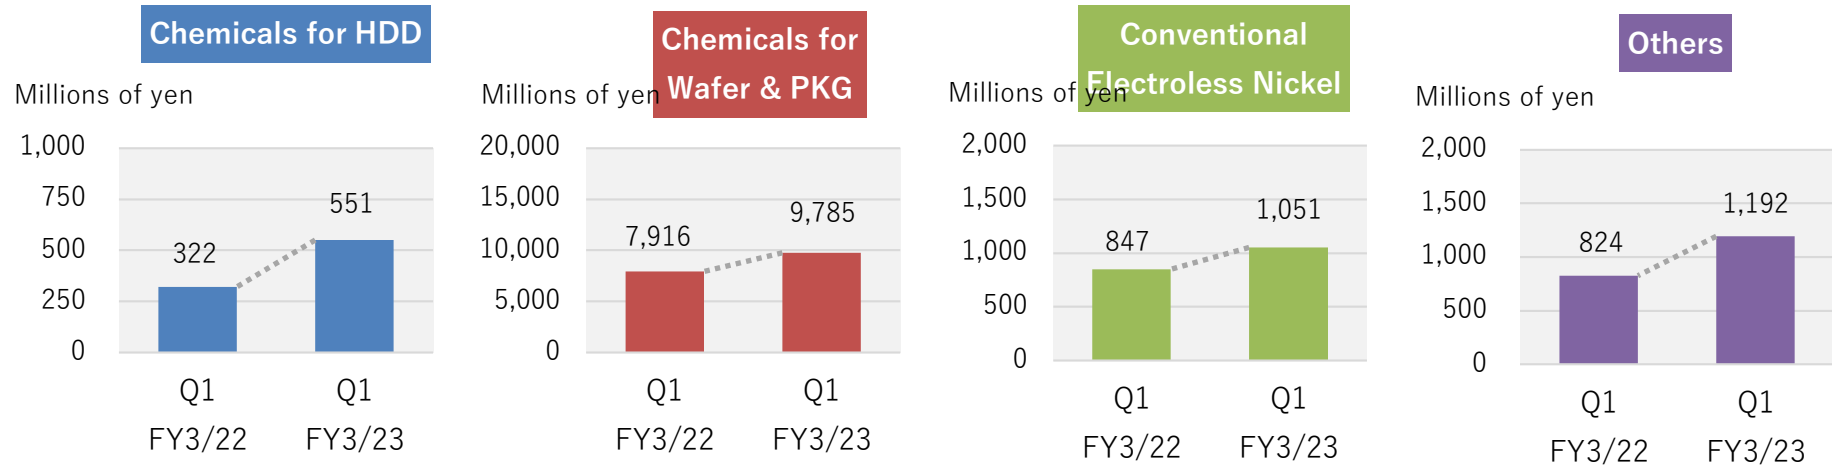 Chemicals for HDD
Millions of yen
1,000
750
500
250
0
322
551
Q1
FY3/22
Q1
FY3/23
Chemicals for
Wafer & PKG
Millions of yen
20,000
15,000
10,000
5,000
0
7,916
9,785
Q1
FY3/22
Q1
FY3/23
Conventional
Electroless Nickel
Millions of yen
2,000
1,500
1,000
500
0
847
1,051
Q1
FY3/22
Q1
FY3/23
Others
Millions of yen
2,000
1,500
1,000
500
0
824
1,192
Q1
FY3/22
Q1
FY3/23